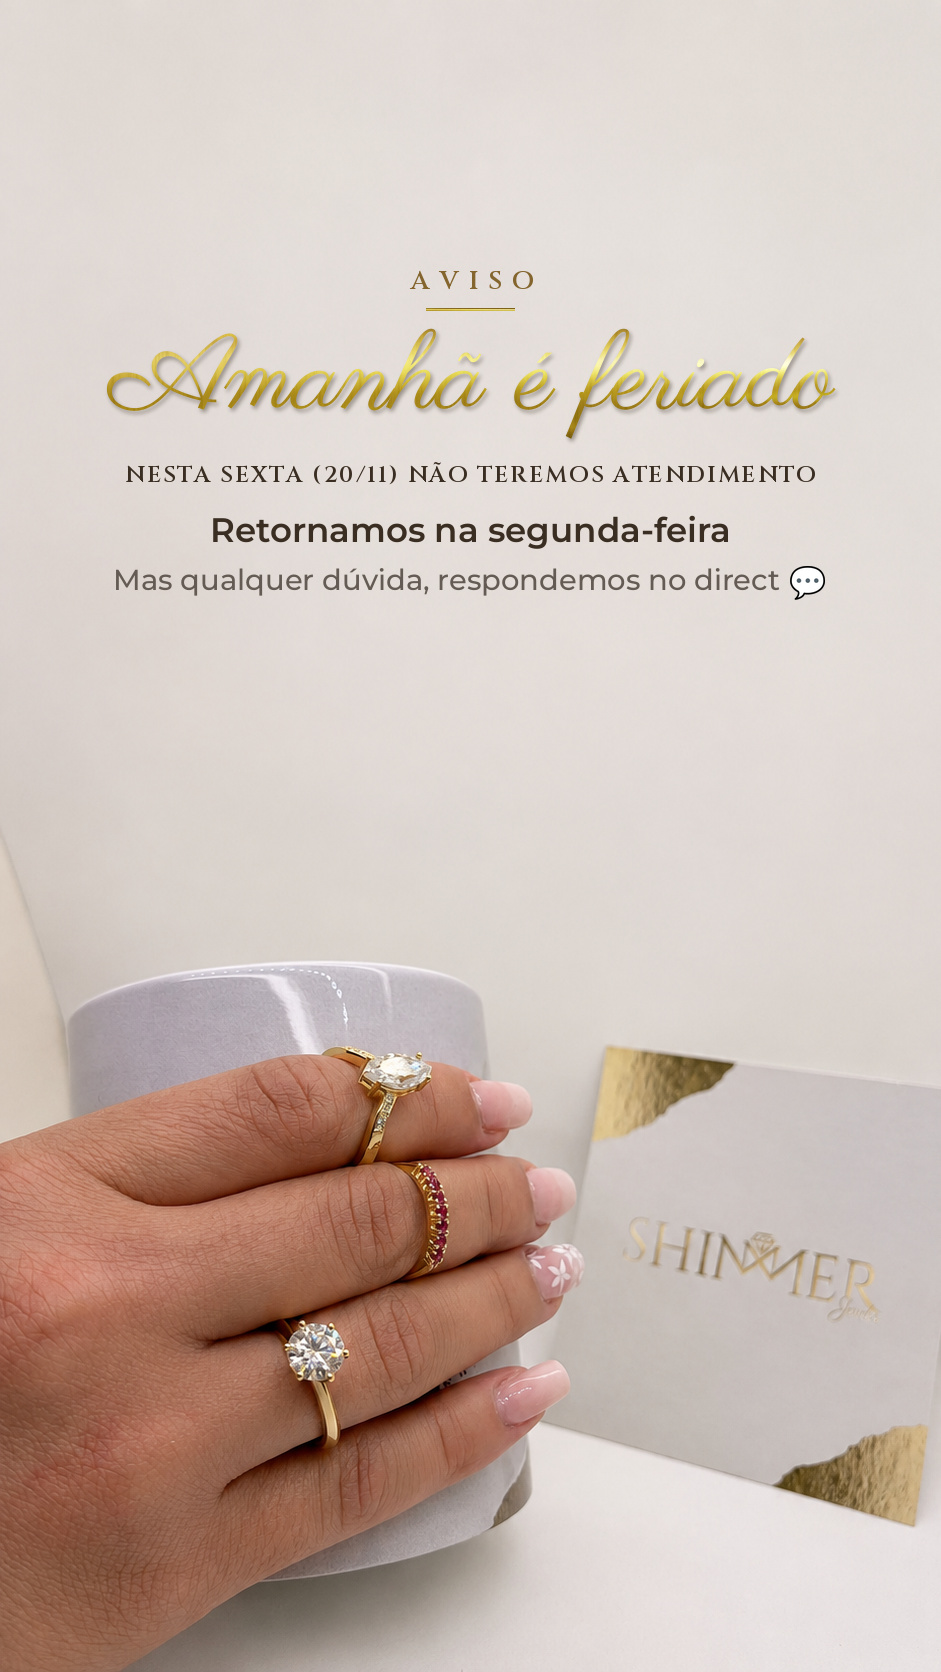 AVISO
Amanhã é feriado
NESTA SEXTA (20/11) NÃO TEREMOS ATENDIMENTO
Retornamos na segunda-feira
Mas qualquer dúvida, respondemos no direct 💬
SHIMMER
Jewels